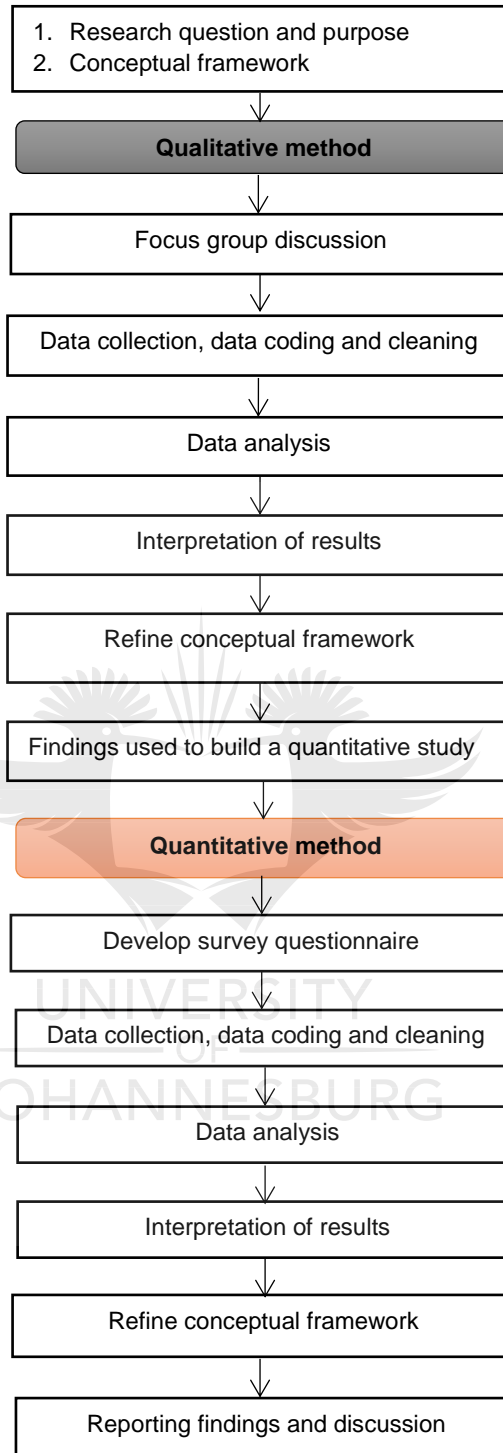 1. Research question and purpose
2. Conceptual framework
Qualitative method
Focus group discussion
Data collection, data coding and cleaning
Data analysis
Interpretation of results
Refine conceptual framework
Findings used to build a quantitative study
Quantitative method
Develop survey questionnaire
UNIVERSITY
Data collection, data coding and cleaning
OF
OHANNESBURG
Data analysis
Interpretation of results
Refine conceptual framework
Reporting findings and discussion